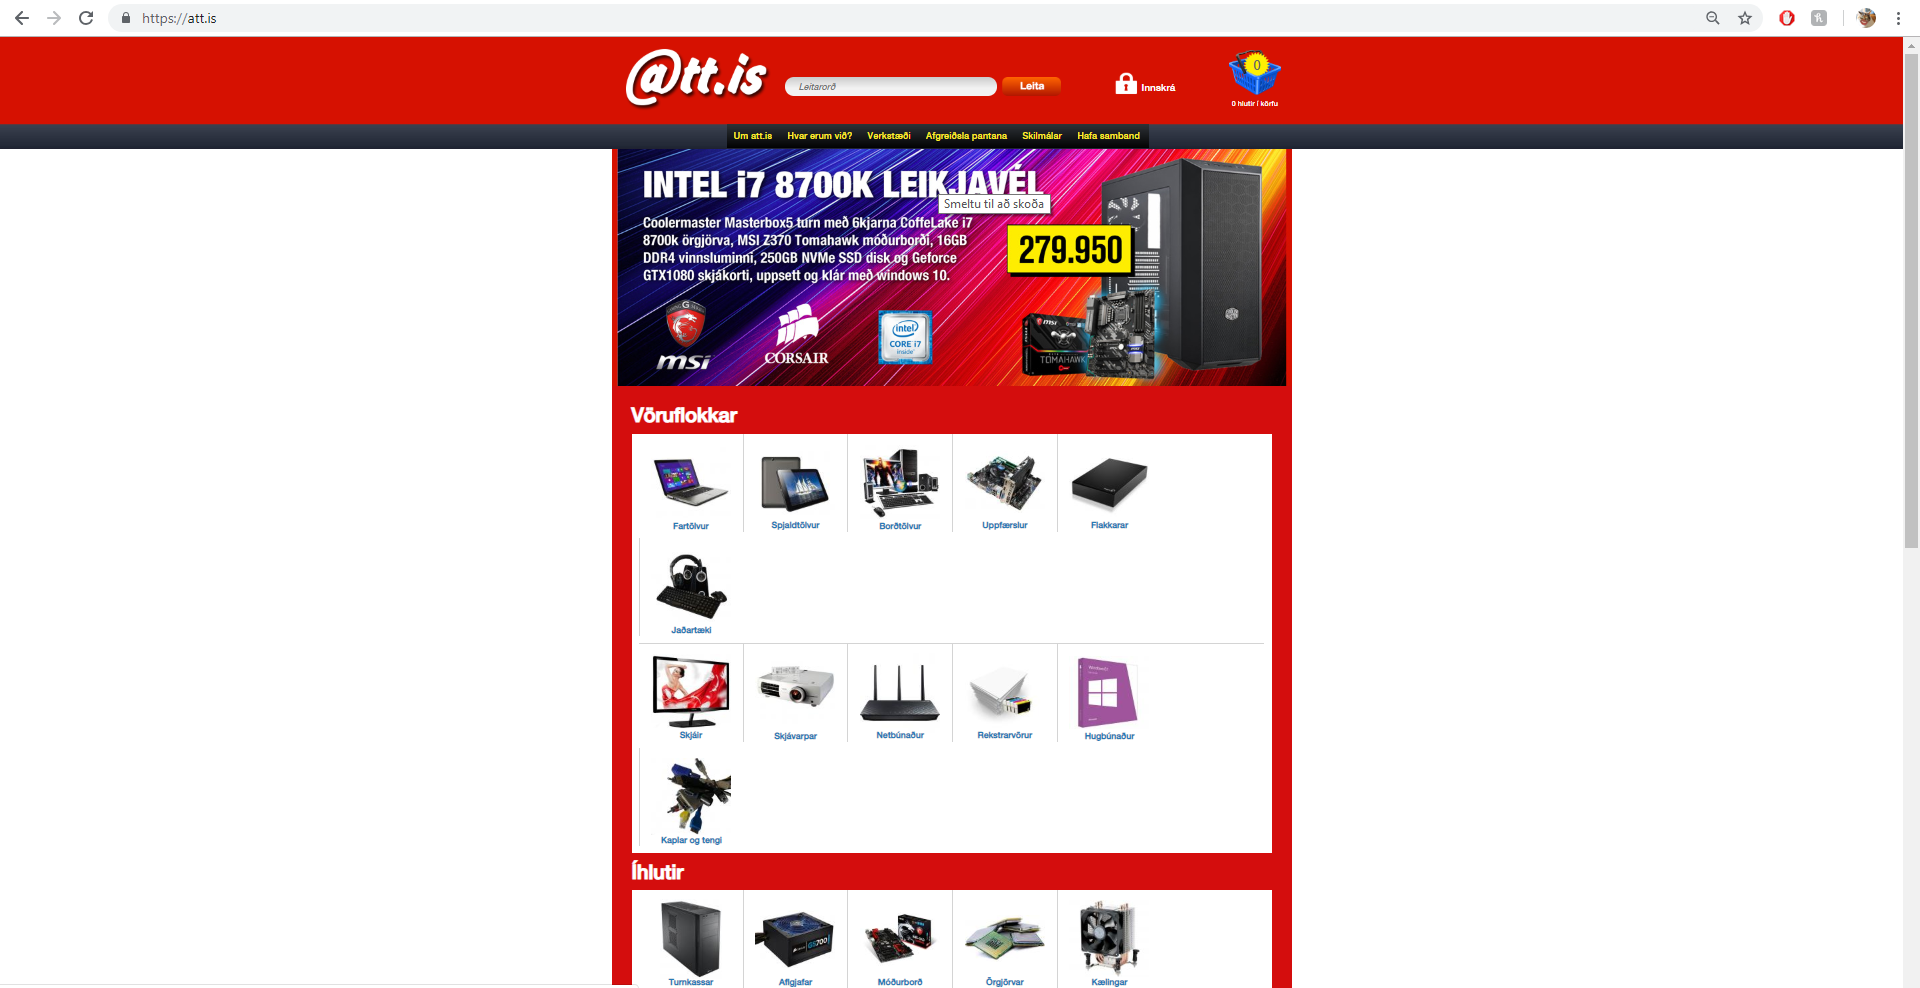 https://att.is
@tt.is
Leitarorð
Leita
Innskrá
0
0 hlutir í körfu
Um att.is
Hvar erum við?
Verkstæði
Afgreiðsla pantana
Skilmálar
Hafa samband
INTEL i7 8700K LEIKJAVÉL
Smeltu til að skoða
Coolermaster Masterbox5 turn með 6kjarna CoffeLake i7
8700k örgjörva, MSI Z370 Tomahawk móðurborði, 16GB
DDR4 vinnsluminni, 250GB NVMe SSD disk og Geforce
GTX1080 skjákorti, uppsett og klár með windows 10.
279.950
msi
CORSAIR
intel
CORE i7
inside
msi
TOMAHAWK
Vöruflokkar
Fartölvur
Spjaldtölvur
Borðtölvur
Uppfærslur
Flakkarar
Jaðartæki
Skjáir
Skjávarpar
Netbúnaður
Rekstrarvörur
Hugbúnaður
Kaplar og tengi
Íhlutir
GS700
Turnkassar
Aflgjafar
Móðurborð
Örgjörvar
Kælingar